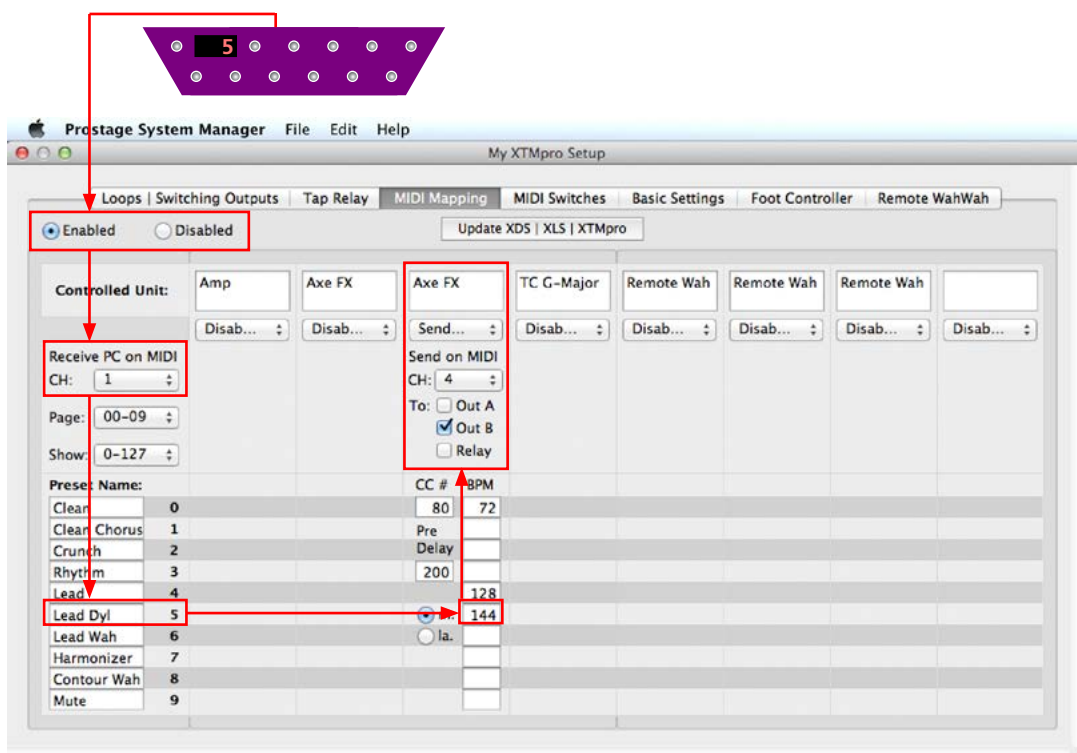 5
Prostage System Manager File Edit Help
My XTMpro Setup
Loops | Switching Outputs Tap Relay MIDI Mapping MIDI Switches Basic Settings Foot Controller Remote WahWah
Enabled Disabled Update XDS | XLS | XTMpro
Controlled Unit: Amp Axe FX Axe FX TC G-Major Remote Wah Remote Wah Remote Wah
Disab... Disab... Send... Disab... Disab... Disab... Disab... Disab...
Receive PC on MIDI Send on MIDI
CH: 1 CH: 4
Page: 00-09 To: Out A
Out B
Show: 0-127 Relay
Preset Name: CC # BPM
Clean 0 80 72
Clean Chorus 1 Pre
Crunch 2 Delay
Rhythm 3 200
Lead 4 128
Lead Dyl 5 144
Lead Wah 6 la.
Harmonizer 7
Contour Wah 8
Mute 9